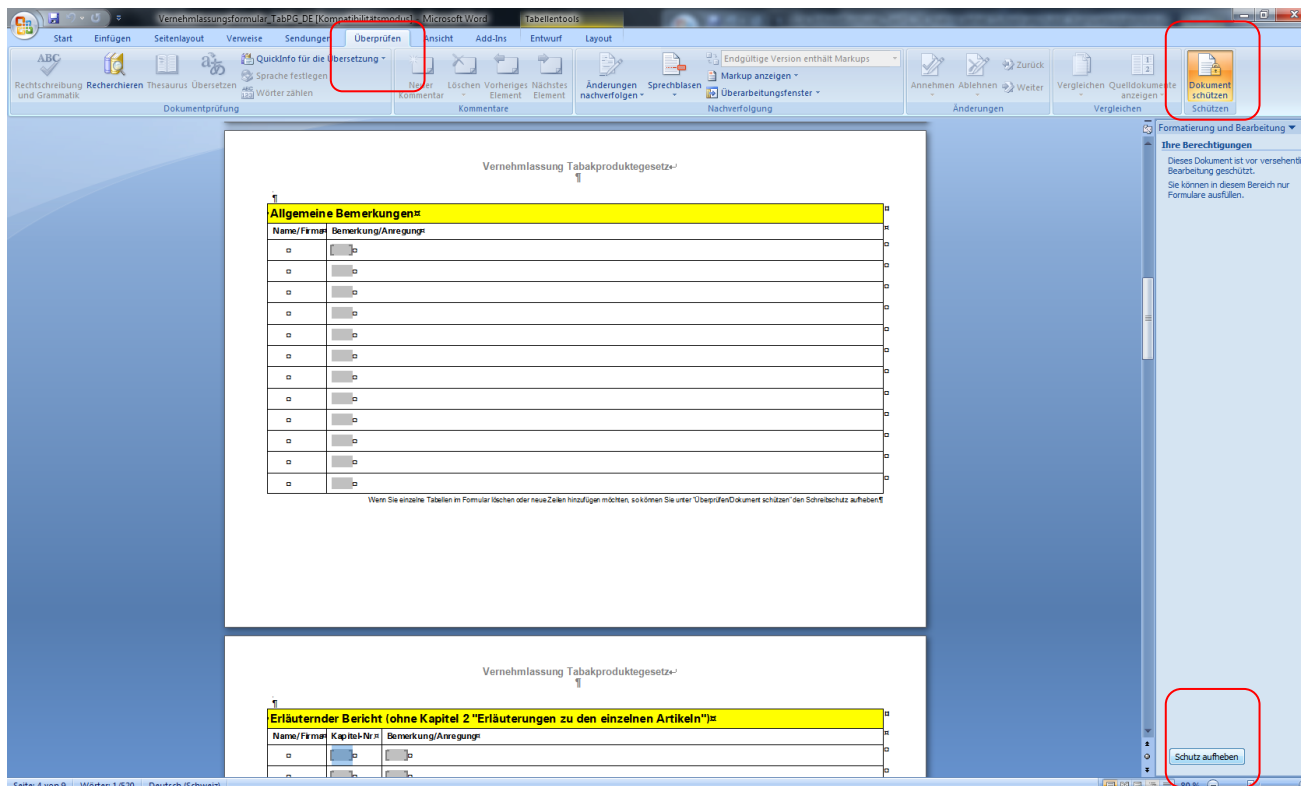 Vernehmlassungsformular_TabPG_DE [Kompatibilitätsmodus] - Microsoft Word Tabellentools
Start Einfügen Seitenlayout Verweise Sendungen Überprüfen Ansicht Add-Ins Entwurf Layout
Rechtschreibung und Grammatik
Recherchieren
Thesaurus
Übersetzen
QuickInfo für die Übersetzung
Sprache festlegen
Wörter zählen
Dokumentprüfung
Neuer Kommentar
Löschen
Vorheriges Element
Nächstes Element
Kommentare
Änderungen nachverfolgen
Sprechblasen
Endgültige Version enthält Markups
Markup anzeigen
Überarbeitungsfenster
Nachverfolgung
Annehmen
Ablehnen
Zurück
Weiter
Änderungen
Vergleichen
Quelldokumente anzeigen
Vergleichen
Dokument schützen
Schützen
Formatierung und Bearbeitung
Ihre Berechtigungen
Dieses Dokument ist vor versehentl
Bearbeitung geschützt.
Sie können in diesem Bereich nur
Formulare ausfüllen.
Vernehmlassung Tabakproduktegesetz↵
¶
¶
Allgemeine Bemerkungen¤
Name/Firma¤ Bemerkung/Anregung¤
Wenn Sie einzelne Tabellen im Formular löschen oder neue Zeilen hinzufügen möchten, so können Sie unter "Überprüfen/Dokument schützen" den Schreibschutz aufheben.¶
Vernehmlassung Tabakproduktegesetz↵
¶
¶
Erläuternder Bericht (ohne Kapitel 2 "Erläuterungen zu den einzelnen Artikeln")¤
Name/Firma¤ Kapitel-Nr.¤ Bemerkung/Anregung¤
Schutz aufheben
Seite: 4 von 9 Wörter: 1/520 Deutsch (Schweiz) 80 %